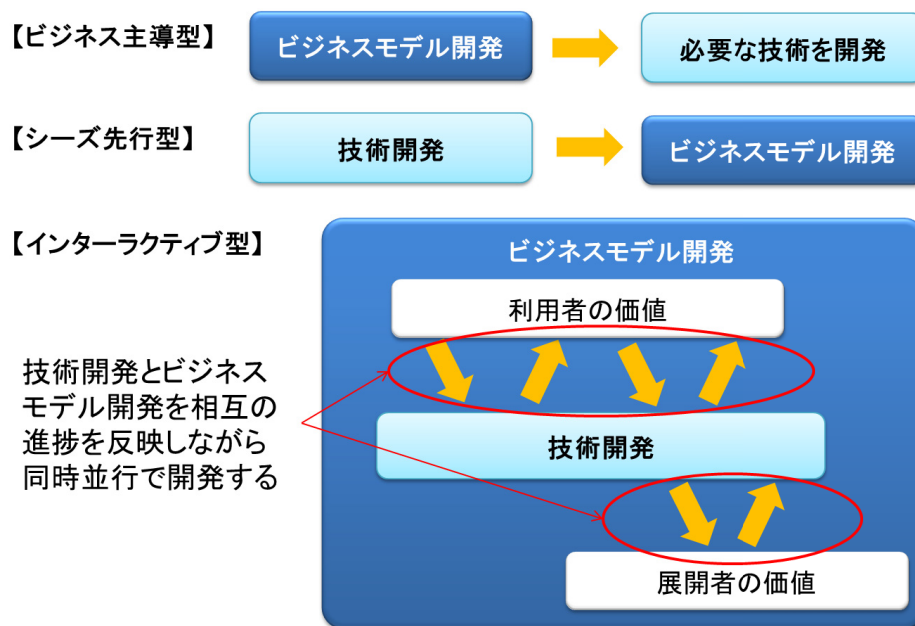 【ビジネス主導型】
ビジネスモデル開発
必要な技術を開発
【シーズ先行型】
技術開発
ビジネスモデル開発
【インターラクティブ型】
ビジネスモデル開発
利用者の価値
技術開発とビジネス
モデル開発を相互の
進捗を反映しながら
同時並行で開発する
技術開発
展開者の価値